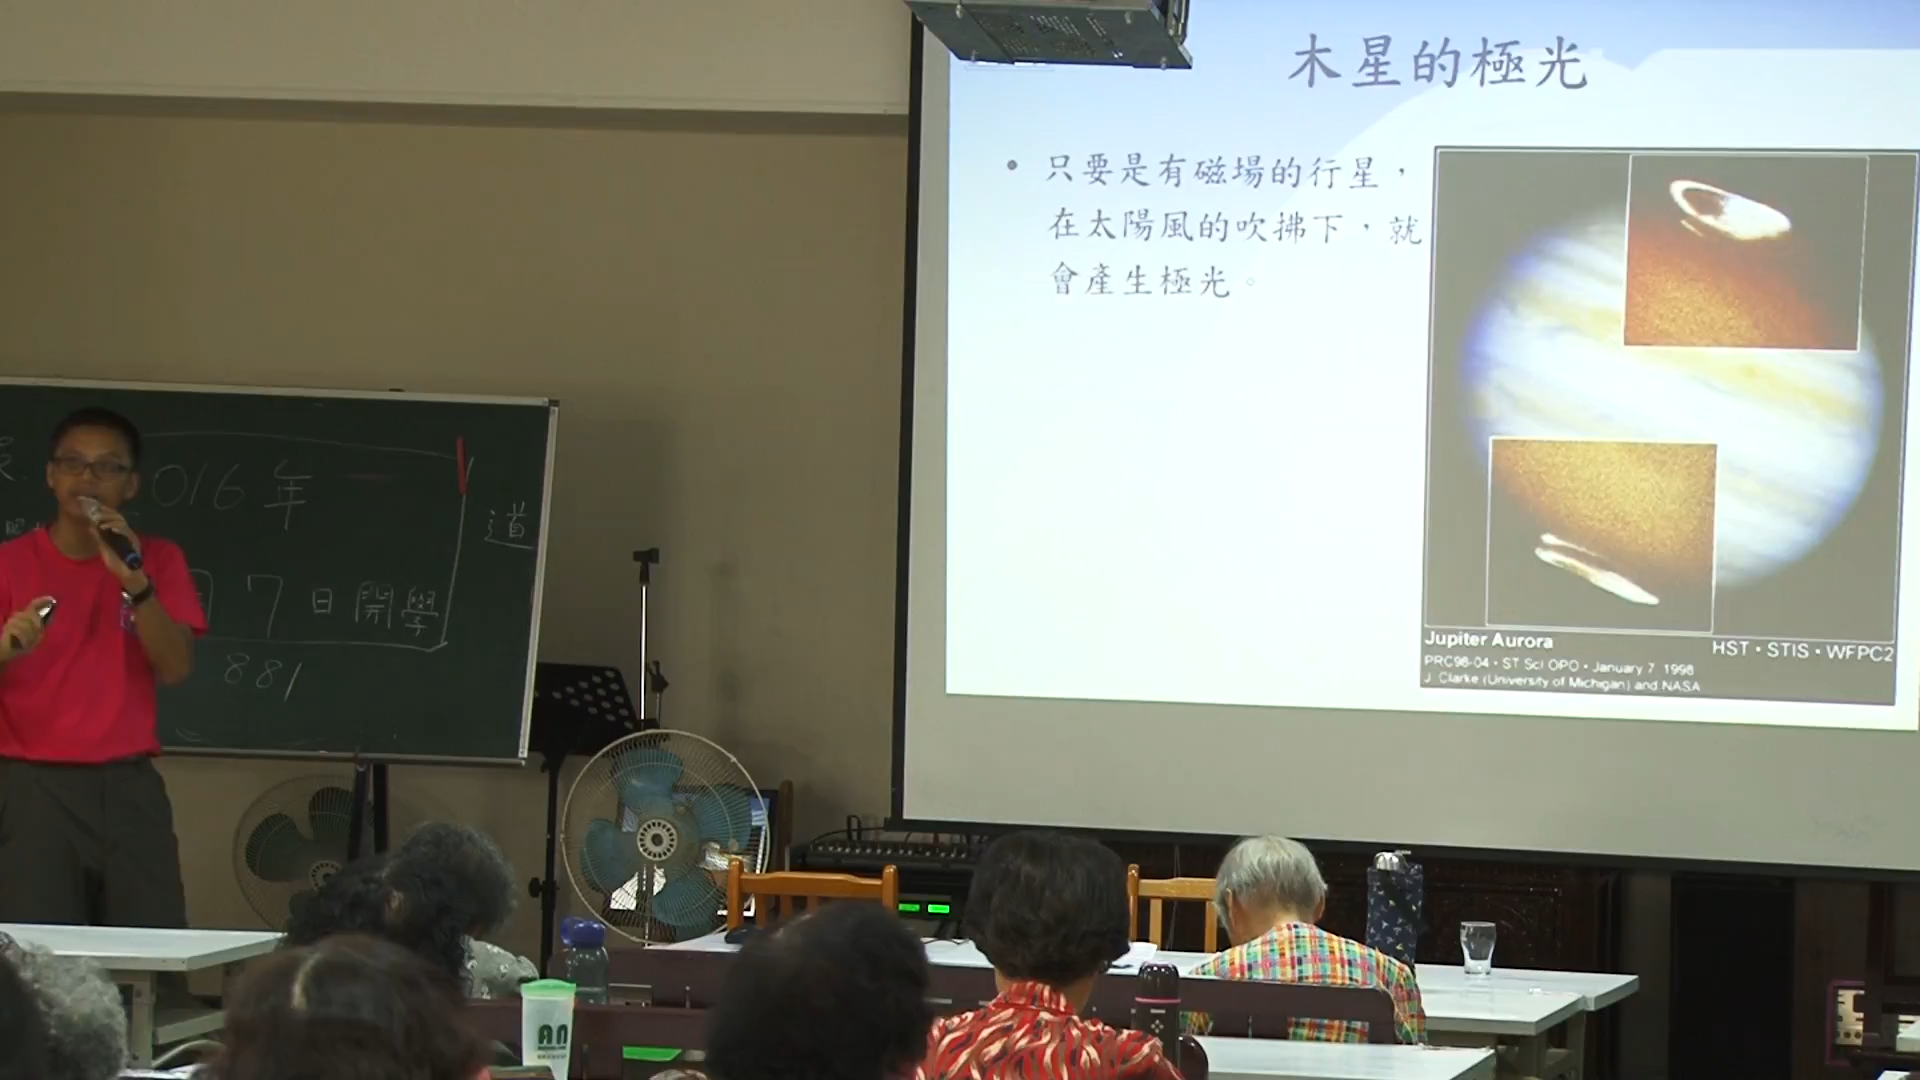 木星的極光
• 只要是有磁場的行星，
在太陽風的吹拂下，就
會產生極光。
Jupiter Aurora
HST • STIS • WFPC2
PRC98-04 • ST ScI OPO • January 7, 1998
J. Clarke (University of Michigan) and NASA
016年
道
7日開學
881
AN